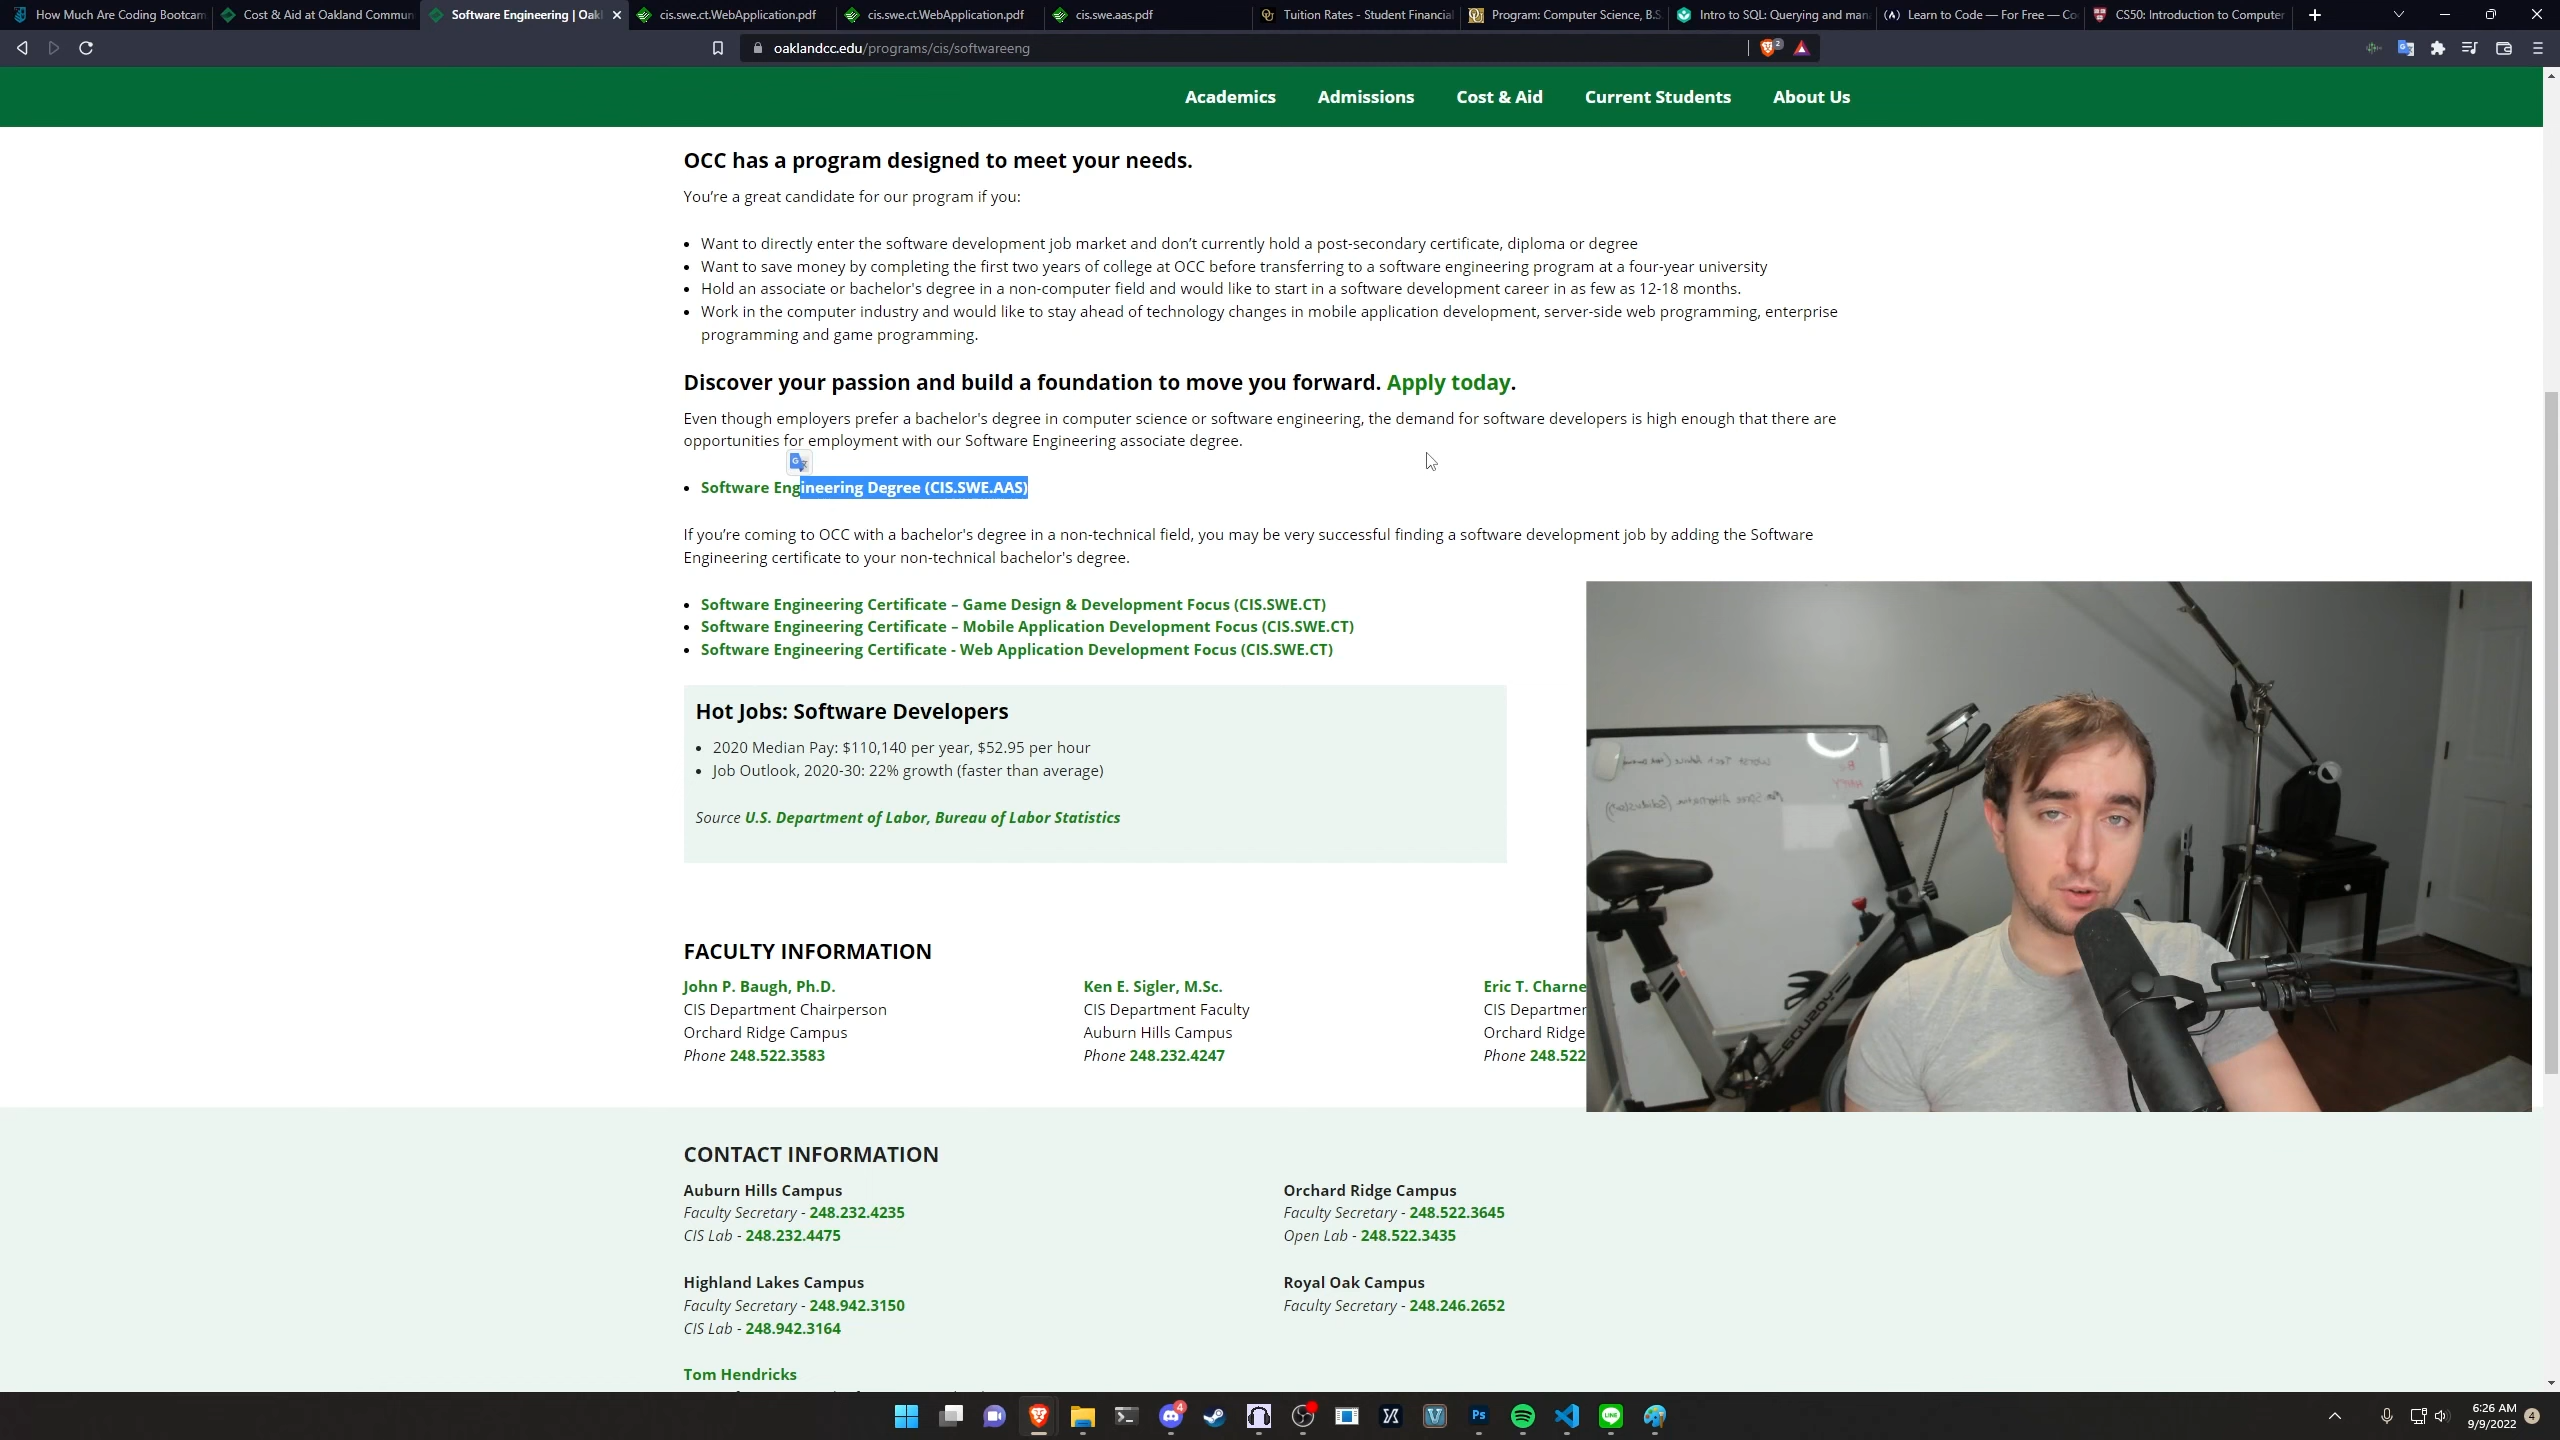 How Much Are Coding Bootcam
Cost & Aid at Oakland Commun
Software Engineering | Oakl
cis.swe.ct.WebApplication.pdf
cis.swe.ct.WebApplication.pdf
cis.swe.aas.pdf
Tuition Rates - Student Financial
Program: Computer Science, B.S.
Intro to SQL: Querying and man
Learn to Code — For Free — Co
CS50: Introduction to Computer
oaklandcc.edu/programs/cis/softwareeng
2
Academics
Admissions
Cost & Aid
Current Students
About Us
OCC has a program designed to meet your needs.
You’re a great candidate for our program if you:
Want to directly enter the software development job market and don’t currently hold a post-secondary certificate, diploma or degree
Want to save money by completing the first two years of college at OCC before transferring to a software engineering program at a four-year university
Hold an associate or bachelor's degree in a non-computer field and would like to start in a software development career in as few as 12-18 months.
Work in the computer industry and would like to stay ahead of technology changes in mobile application development, server-side web programming, enterprise
programming and game programming.
Discover your passion and build a foundation to move you forward. Apply today.
Even though employers prefer a bachelor's degree in computer science or software engineering, the demand for software developers is high enough that there are
opportunities for employment with our Software Engineering associate degree.
Software Engineering Degree (CIS.SWE.AAS)
If you’re coming to OCC with a bachelor's degree in a non-technical field, you may be very successful finding a software development job by adding the Software
Engineering certificate to your non-technical bachelor's degree.
Software Engineering Certificate – Game Design & Development Focus (CIS.SWE.CT)
Software Engineering Certificate – Mobile Application Development Focus (CIS.SWE.CT)
Software Engineering Certificate - Web Application Development Focus (CIS.SWE.CT)
Hot Jobs: Software Developers
2020 Median Pay: $110,140 per year, $52.95 per hour
Job Outlook, 2020-30: 22% growth (faster than average)
Source U.S. Department of Labor, Bureau of Labor Statistics
FACULTY INFORMATION
John P. Baugh, Ph.D.
CIS Department Chairperson
Orchard Ridge Campus
Phone 248.522.3583
Ken E. Sigler, M.Sc.
CIS Department Faculty
Auburn Hills Campus
Phone 248.232.4247
Eric T. Charne
CIS Departmer
Orchard Ridge
Phone 248.522
CONTACT INFORMATION
Auburn Hills Campus
Faculty Secretary - 248.232.4235
CIS Lab - 248.232.4475
Orchard Ridge Campus
Faculty Secretary - 248.522.3645
Open Lab - 248.522.3435
Highland Lakes Campus
Faculty Secretary - 248.942.3150
CIS Lab - 248.942.3164
Royal Oak Campus
Faculty Secretary - 248.246.2652
Tom Hendricks
4
Ps
LINE
6:26 AM
9/9/2022
4